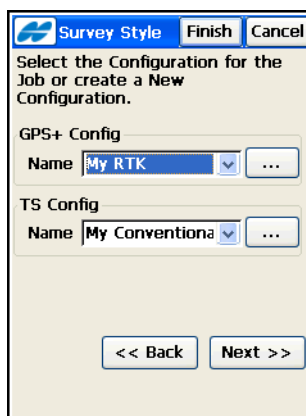 Survey Style Finish Cancel
Select the Configuration for the
Job or create a New
Configuration.
GPS+ Config
Name My RTK ...
TS Config
Name My Conventiona ...
<< Back Next >>